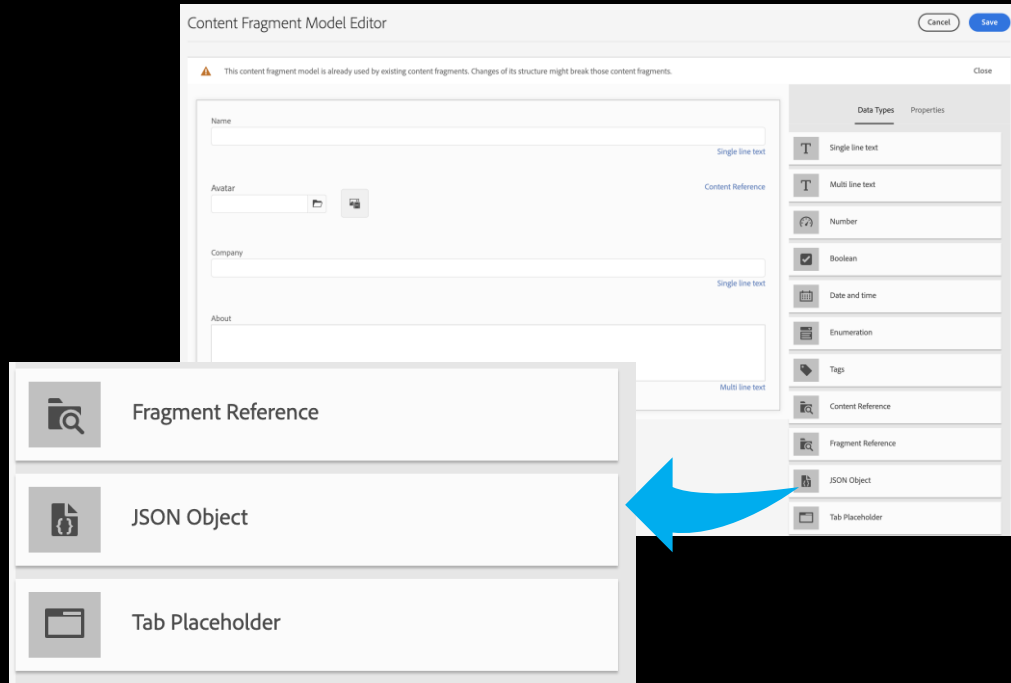 Content Fragment Model Editor
Cancel
Save
This content fragment model is already used by existing content fragments. Changes of its structure might break those content fragments.
Close
Name
Single line text
Avatar
Content Reference
Company
Single line text
About
Multi line text
Data Types
Properties
Single line text
Multi line text
Number
Boolean
Date and time
Enumeration
Tags
Content Reference
Fragment Reference
JSON Object
Tab Placeholder
Fragment Reference
JSON Object
Tab Placeholder